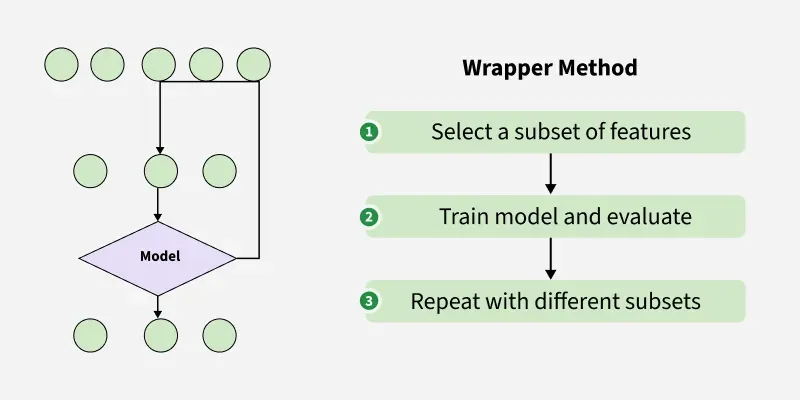 Wrapper Method
1 Select a subset of features
2 Train model and evaluate
Model
3 Repeat with different subsets